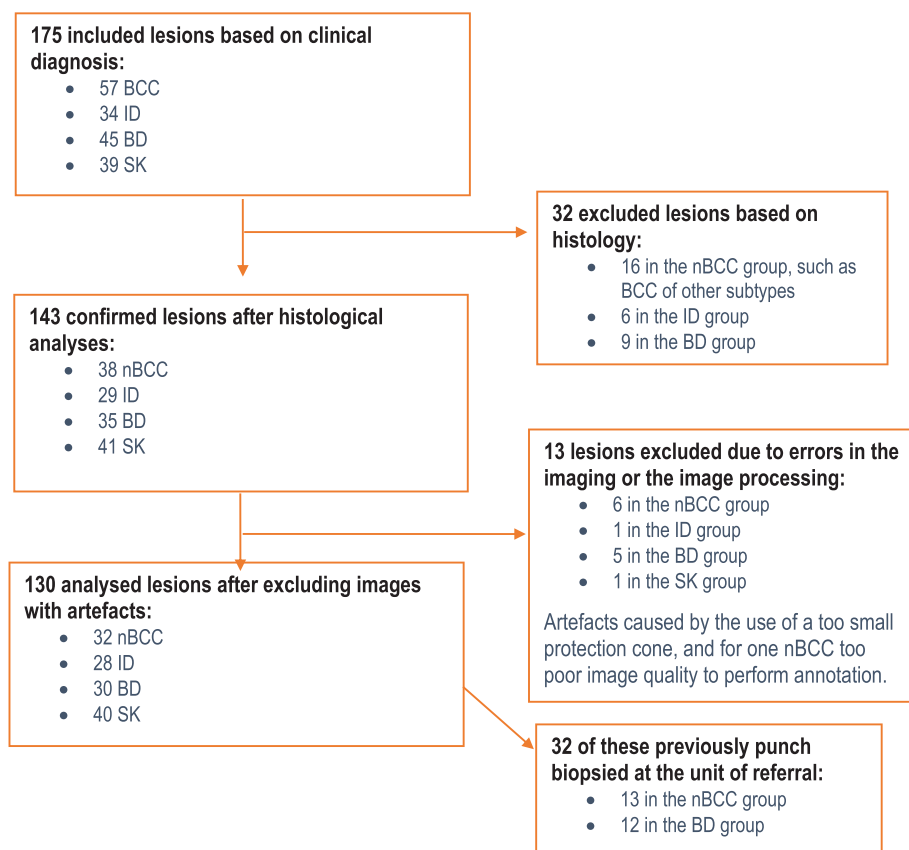 175 included lesions based on clinical
diagnosis:
• 57 BCC
• 34 ID
• 45 BD
• 39 SK
32 excluded lesions based on
histology:
• 16 in the nBCC group, such as
BCC of other subtypes
• 6 in the ID group
• 9 in the BD group
143 confirmed lesions after histological
analyses:
• 38 nBCC
• 29 ID
• 35 BD
• 41 SK
13 lesions excluded due to errors in the
imaging or the image processing:
• 6 in the nBCC group
• 1 in the ID group
• 5 in the BD group
• 1 in the SK group
Artefacts caused by the use of a too small
protection cone, and for one nBCC too
poor image quality to perform annotation.
130 analysed lesions after excluding images
with artefacts:
• 32 nBCC
• 28 ID
• 30 BD
• 40 SK
32 of these previously punch
biopsied at the unit of referral:
• 13 in the nBCC group
• 12 in the BD group